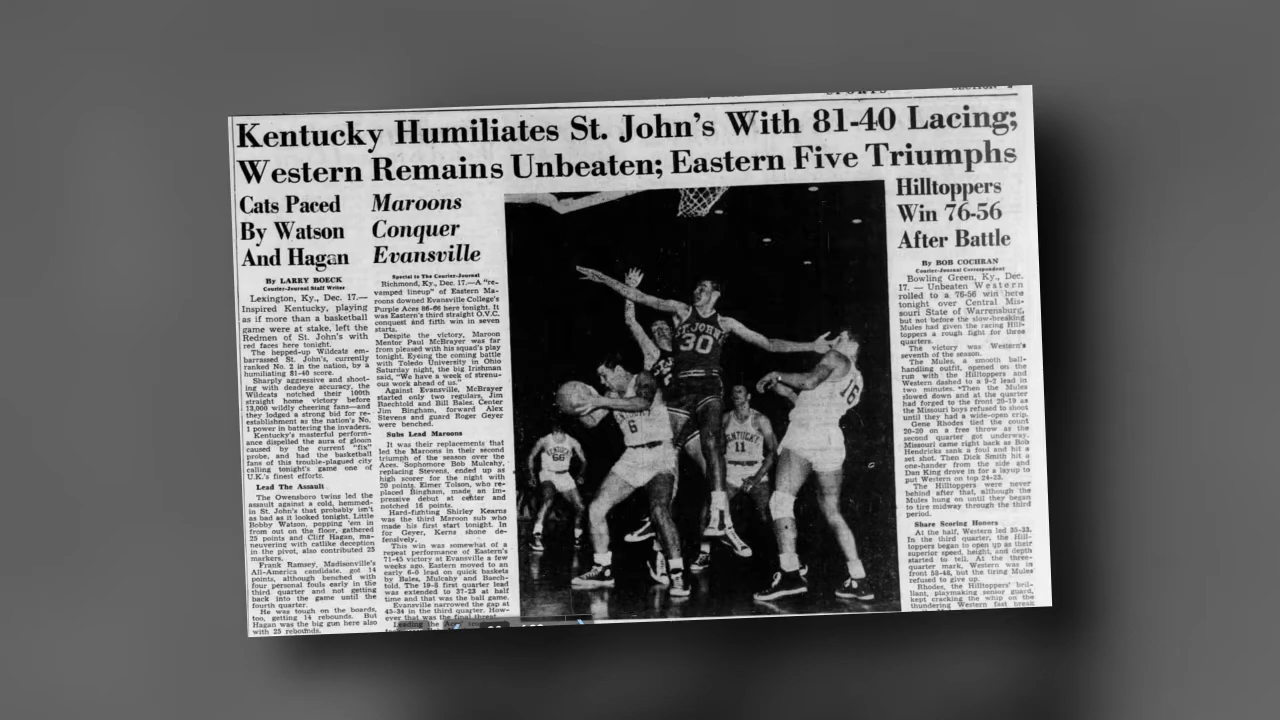 SPORTS
SECTION
Kentucky Humiliates St. John's With 81-40 Lacing;
Western Remains Unbeaten; Eastern Five Triumphs
Cats Paced
By Watson
And Hagan
By LARRY BOECK
Courier-Journal Staff Writer
Lexington, Ky., Dec. 17.—
Inspired Kentucky, playing
as if more than a basketball
game were at stake, left the
Redmen of St. John's with
red faces here tonight.
The hepped-up Wildcats em-
barrassed St. John's, currently
ranked No. 2 in the nation, by a
humiliating 81-40 score.
Sharply aggressive and shoot-
ing with deadeye accuracy, the
Wildcats notched their 100th
straight home victory before
13,000 wildly cheering fans—and
they lodged a strong bid for re-
establishment as the nation's No.
1 power in battering the invaders.
Kentucky's masterful perform-
ance dispelled the aura of gloom
caused by the current "fix"
probe, and had the basketball
fans of this trouble-plagued city
calling tonight's game one of
U.K.'s finest efforts.
Lead The Assault
The Owensboro twins led the
assault against a cold, hemmed-
in St. John's that probably isn't
as bad as it looked tonight. Little
Bobby Watson, popping 'em in
from out on the floor, gathered
25 points and Cliff Hagan, ma-
neuvering with catlike deception
in the pivot, also contributed 25
markers.
Frank Ramsey, Madisonville's
All-America candidate, got 14
points, although benched with
four personal fouls early in the
third quarter and not getting
back into the game until the
fourth quarter.
He was tough on the boards,
too, getting 14 rebounds. But
Hagan was the big gun here also
with 25 rebounds.
Maroons
Conquer
Evansville
Special to The Courier-Journal
Richmond, Ky., Dec. 17.—A "re-
vamped lineup" of Eastern Ma-
roons downed Evansville College's
Purple Aces 86-66 here tonight. It
was Eastern's third straight O.V.C.
conquest and fifth win in seven
starts.
Despite the victory, Maroon
Mentor Paul McBrayer was far
from pleased with his squad's play
tonight. Eyeing the coming battle
with Toledo University in Ohio
Saturday night, the big Irishman
said, "We have a week of strenu-
ous work ahead of us."
Against Evansville, McBrayer
started only two regulars, Jim
Baechtold and Bill Bales. Center
Jim Bingham, forward Alex
Stevens and guard Roger Geyer
were benched.
Subs Lead Maroons
It was their replacements that
led the Maroons in their second
triumph of the season over the
Aces. Sophomore Bob Mulcahy,
replacing Stevens, ended up as
high scorer for the night with
20 points. Elmer Tolson, who re-
placed Bingham, made an im-
pressive debut at center and
notched 16 points.
Hard-fighting Shirley Kearns
was the third Maroon sub who
made his first start tonight. In
for Geyer, Kerns shone de-
fensively.
This win was somewhat of a
repeat performance of Eastern's
71-45 victory at Evansville a few
weeks ago. Eastern moved to an
early 6-0 lead on quick baskets
by Bales, Mulcahy and Baech-
told. The 19-8 first quarter lead
was extended to 37-23 at half
time and that was the ball game.
Evansville narrowed the gap at
45-34 in the third quarter. How-
ever that was the final threat.
Leading the
ST. JOHN
30
6
KENTUCKY
66
KENTUCKY
11
16
Hilltoppers
Win 76-56
After Battle
By BOB COCHRAN
Courier-Journal Correspondent
Bowling Green, Ky., Dec.
17. — Unbeaten Western
rolled to a 76-56 win here
tonight over Central Mis-
souri State of Warrensburg,
but not before the slow-breaking
Mules had given the racing Hill-
toppers a rough fight for three
quarters.
The victory was Western's
seventh of the season.
The Mules, a smooth ball-
handling outfit, opened on the
run with the Hilltoppers and
Western dashed to a 9-2 lead in
two minutes. Then the Mules
slowed down and at the quarter
had forged to the front 20-19 as
the Missouri boys refused to shoot
until they had a wide-open crip.
Gene Rhodes tied the count
20-20 on a free throw as the
second quarter got underway.
Missouri came right back as Bob
Hendricks sank a foul and hit a
set shot. Then Dick Smith hit a
one-hander from the side and
Dan King drove in for a layup to
put Western on top 24-23.
The Hilltoppers were never
behind after that, although the
Mules hung on until they began
to tire midway through the third
period.
Share Scoring Honors
At the half, Western led 35-33.
In the third quarter, the Hill-
toppers began to open up as their
superior speed, height, and depth
started to tell. At the three-
quarter mark, Western was in
front 58-48, but the tiring Mules
refused to give up.
Rhodes, the Hilltoppers' bril-
liant, playmaking senior guard,
kept cracking the whip on the
thundering Western fast break